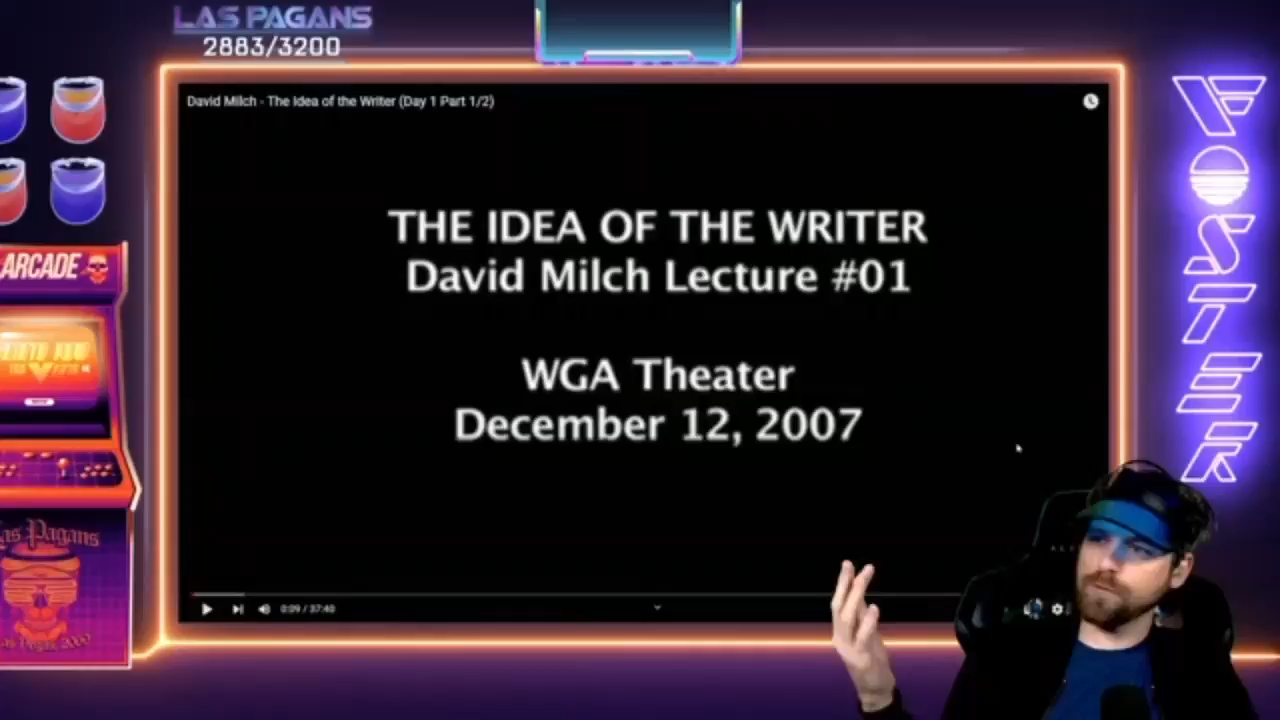 LAS PAGANS
2883/3200
David Milch - The Idea of the Writer (Day 1 Part 1/2)
THE IDEA OF THE WRITER
David Milch Lecture #01
WGA Theater
December 12, 2007
0:09 / 37:40
ARCADE
Las Pagans
FOSTER